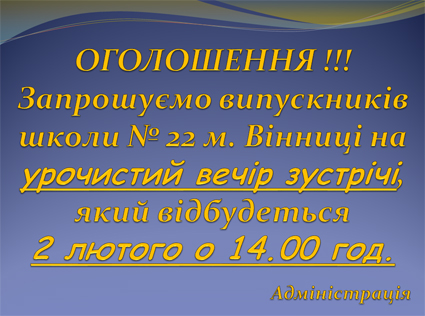 ОГОЛОШЕННЯ !!!
Запрошуємо випускників
школи № 22 м. Вінниці на
урочистий вечір зустрічі,
який відбудеться
2 лютого о 14.00 год.
Адміністрація